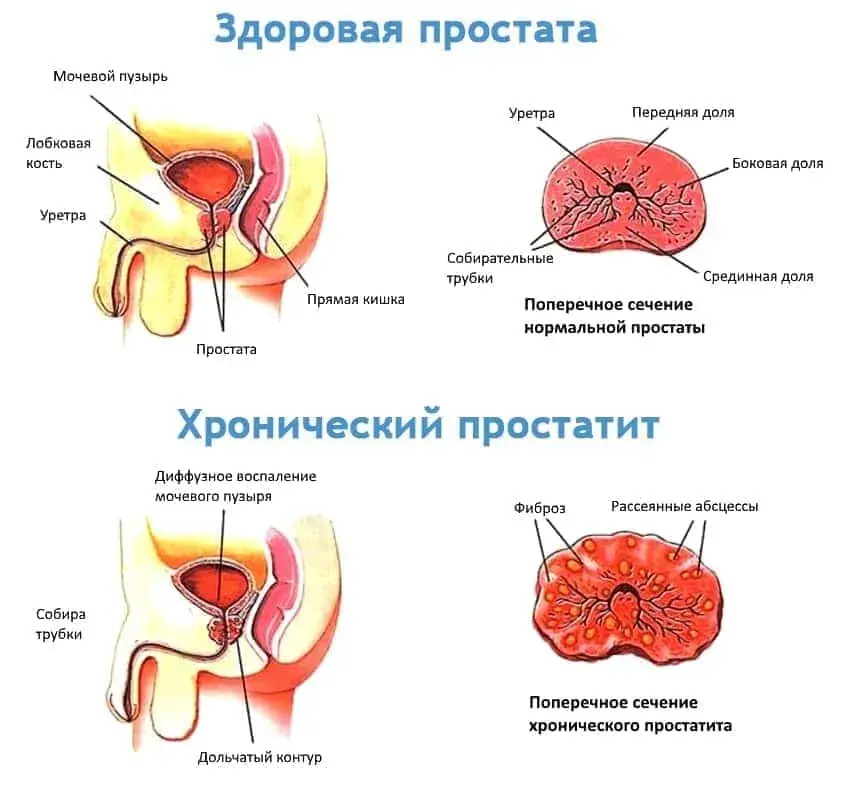 Здоровая простата
Мочевой пузырь
Лобковая
кость
Уретра
Прямая кишка
Простата
Уретра
Передняя доля
Боковая доля
Собирательные
трубки
Срединная доля
Поперечное сечение
нормальной простаты
Хронический простатит
Диффузное воспаление
мочевого пузыря
Собира
трубки
Дольчатый контур
Фиброз
Рассеянные абсцессы
Поперечное сечение
хронического простатита